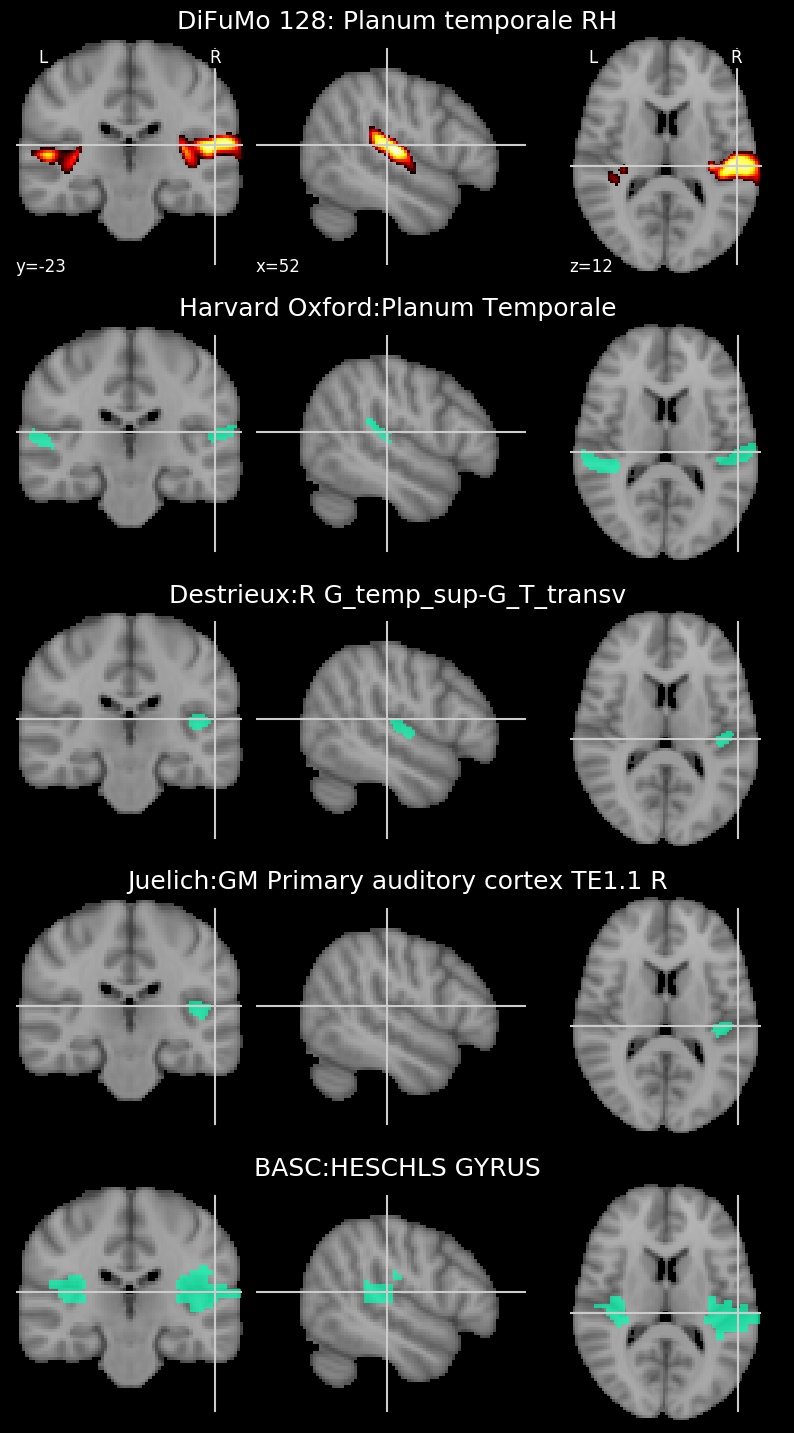 DiFuMo 128: Planum temporale RH
L R L R
y=-23 x=52 z=12
Harvard Oxford:Planum Temporale
Destrieux:R G_temp_sup-G_T_transv
Juelich:GM Primary auditory cortex TE1.1 R
BASC:HESCHLS GYRUS